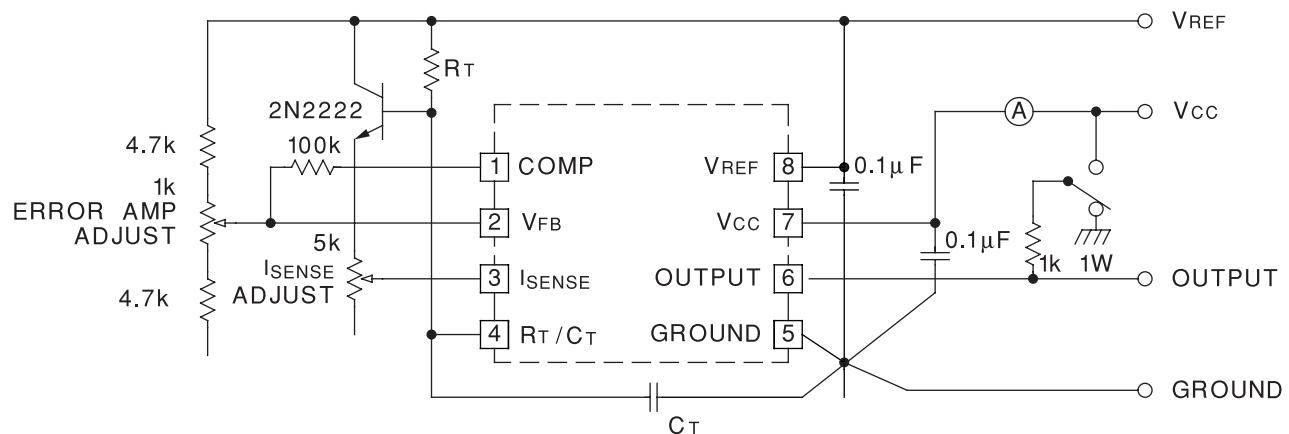 VREF
RT
A
VCC
2N2222
100k
4.7k
1 COMP
VREF 8
0.1μF
1k
ERROR AMP
ADJUST
2 VFB
VCC 7
0.1μF
5k
ISENSE
ADJUST
3 ISENSE
OUTPUT 6
1k 1W
OUTPUT
4.7k
4 RT/CT
GROUND 5
GROUND
CT